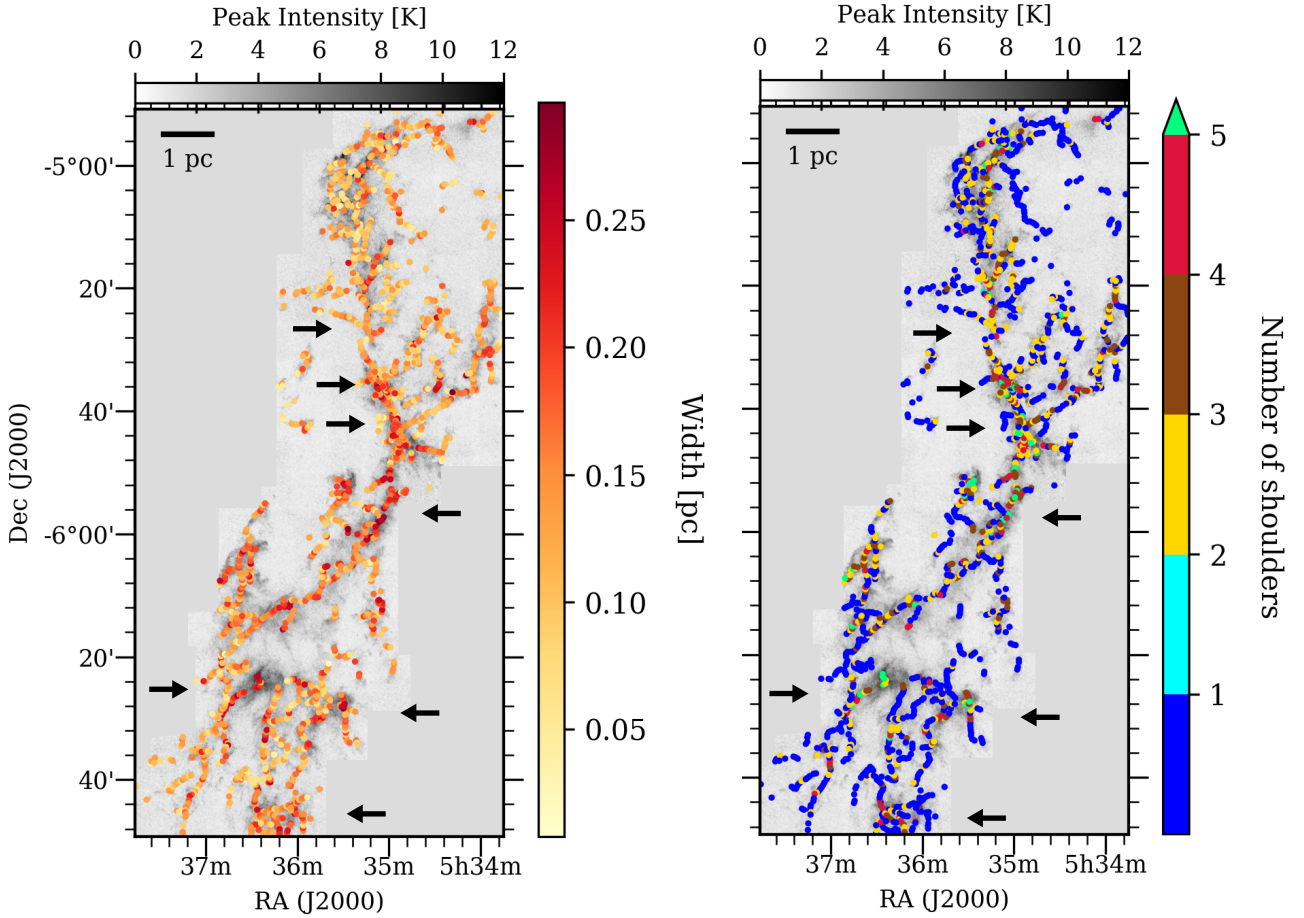 Peak Intensity [K]
0 2 4 6 8 10 12
1 pc
-5°00'
20'
40'
-6°00'
20'
40'
Dec (J2000)
37m 36m 35m 5h34m
RA (J2000)
0.25
0.20
0.15
0.10
0.05
Width [pc]
Peak Intensity [K]
0 2 4 6 8 10 12
1 pc
37m 36m 35m 5h34m
RA (J2000)
5
4
3
2
1
Number of shoulders